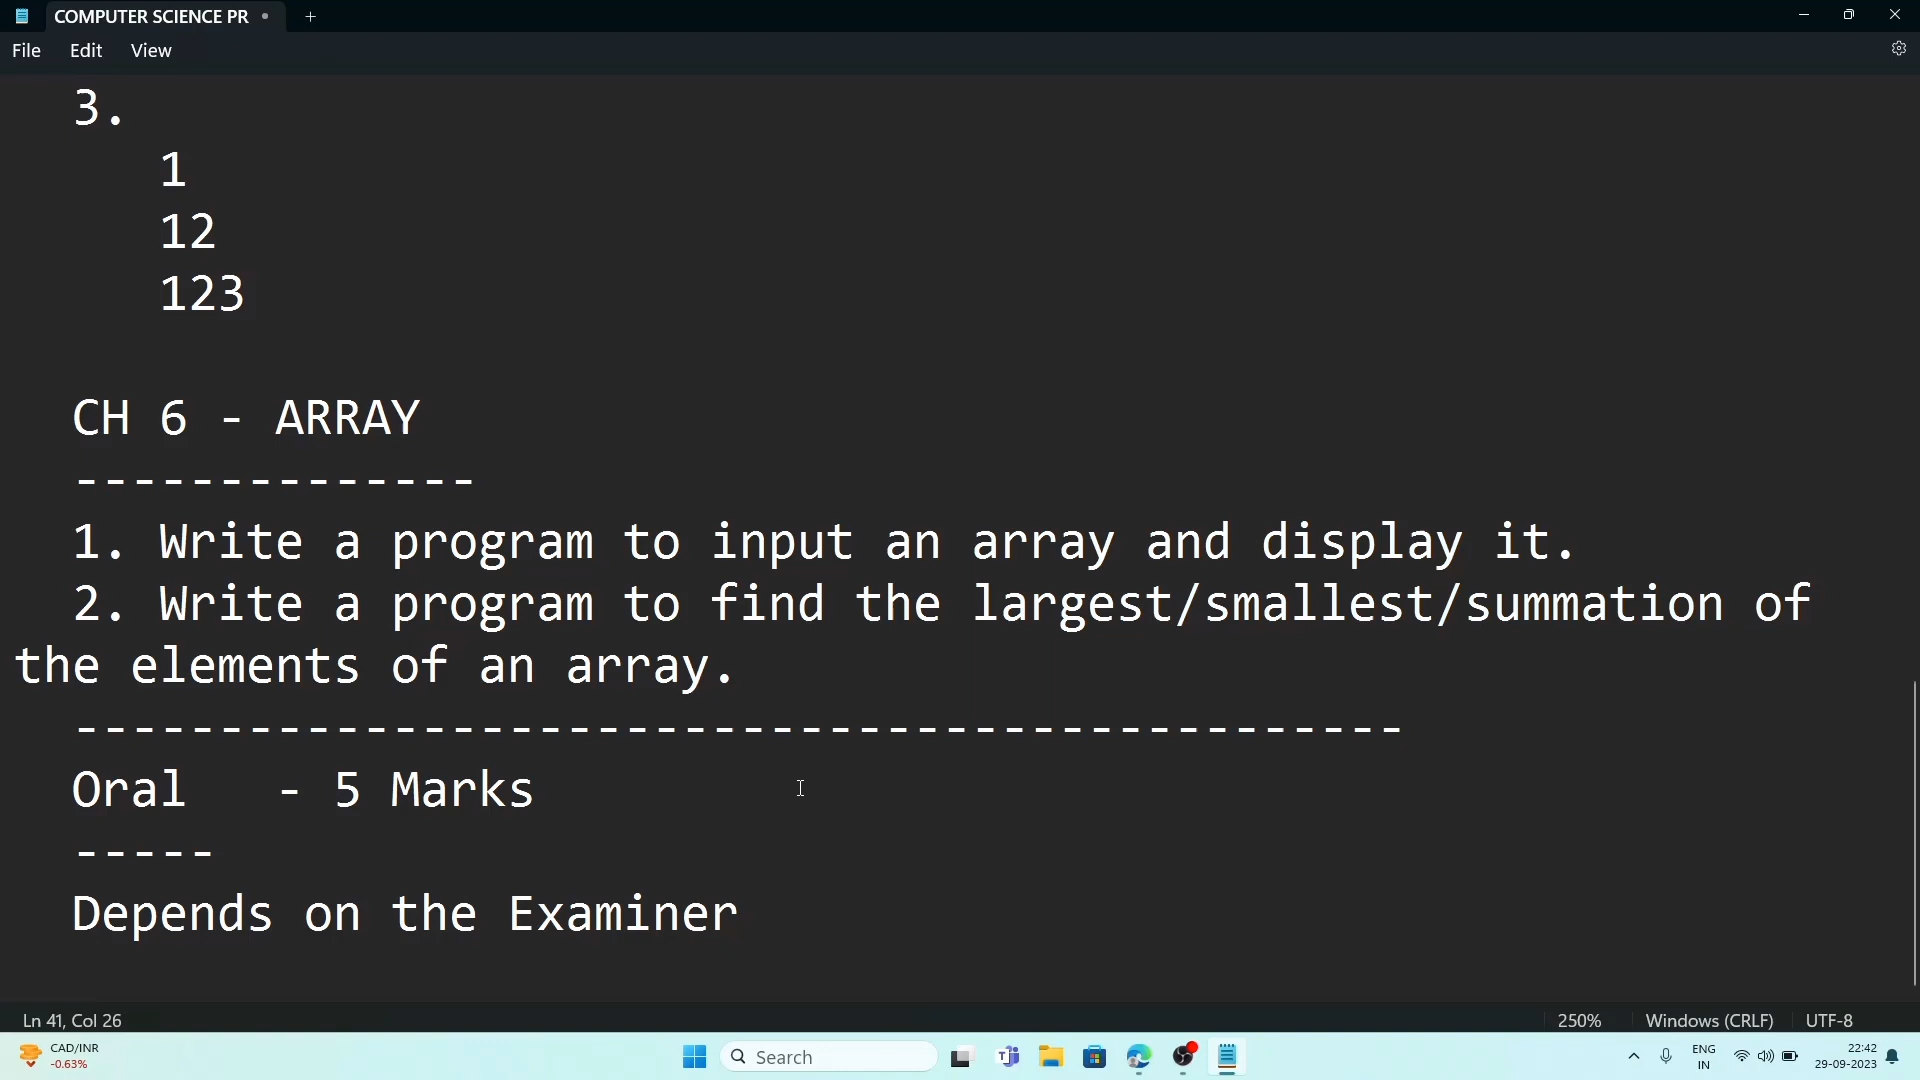 COMPUTER SCIENCE PR
File Edit View
3.
1
12
123
CH 6 - ARRAY
--------------
1. Write a program to input an array and display it.
2. Write a program to find the largest/smallest/summation of
the elements of an array.
----------------------------------------------
Oral - 5 Marks
-----
Depends on the Examiner
Ln 41, Col 26 250% Windows (CRLF) UTF-8
CAD/INR
-0.63%
Search
ENG
IN
22:42
29-09-2023